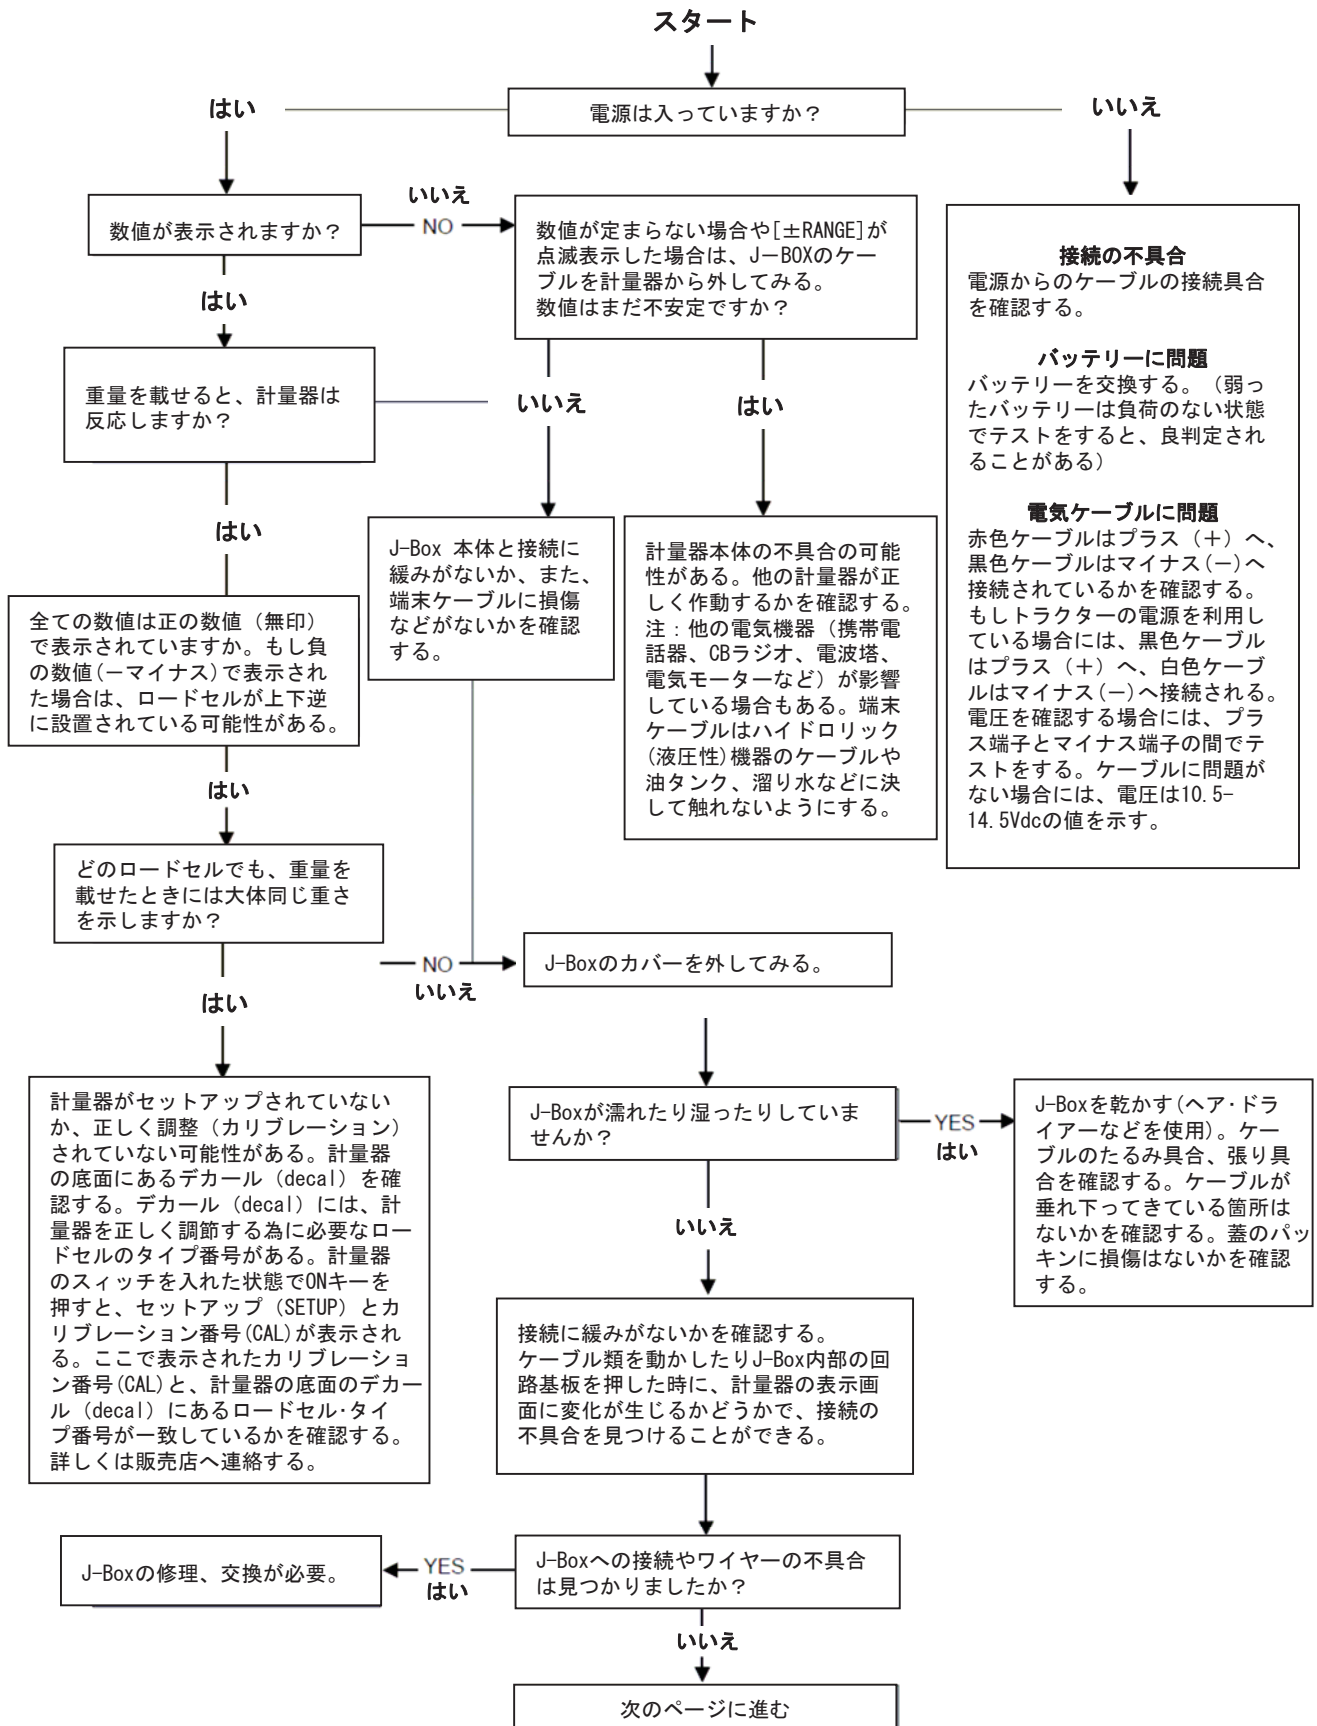 スタート
はい
電源は入っていますか？
いいえ
数値が表示されますか？
いいえ
NO
数値が定まらない場合や[±RANGE]が
点滅表示した場合は、J－BOXのケー
ブルを計量器から外してみる。
数値はまだ不安定ですか？
接続の不具合
電源からのケーブルの接続具合
を確認する。
バッテリーに問題
バッテリーを交換する。（弱っ
たバッテリーは負荷のない状態
でテストをすると、良判定され
ることがある）
電気ケーブルに問題
赤色ケーブルはプラス（＋）へ、
黒色ケーブルはマイナス(－)へ
接続されているかを確認する。
もしトラクターの電源を利用し
ている場合には、黒色ケーブル
はプラス（＋）へ、白色ケーブ
ルはマイナス(－)へ接続される。
電圧を確認する場合には、プラ
ス端子とマイナス端子の間でテ
ストをする。ケーブルに問題が
ない場合には、電圧は10.5-
14.5Vdcの値を示す。
はい
重量を載せると、計量器は
反応しますか？
いいえ
はい
はい
J-Box 本体と接続に
緩みがないか、また、
端末ケーブルに損傷
などがないかを確認
する。
計量器本体の不具合の可能
性がある。他の計量器が正
しく作動するかを確認する。
注：他の電気機器（携帯電
話器、CBラジオ、電波塔、
電気モーターなど）が影響
している場合もある。端末
ケーブルはハイドロリック
(液圧性)機器のケーブルや
油タンク、溜り水などに決
して触れないようにする。
全ての数値は正の数値（無印）
で表示されていますか。もし負
の数値(－マイナス)で表示され
た場合は、ロードセルが上下逆
に設置されている可能性がある。
はい
どのロードセルでも、重量を
載せたときには大体同じ重さ
を示しますか？
NO
いいえ
J-Boxのカバーを外してみる。
はい
計量器がセットアップされていない
か、正しく調整（カリブレーション）
されていない可能性がある。計量器
の底面にあるデカール（decal）を確
認する。デカール（decal）には、計
量器を正しく調節する為に必要なロー
ドセルのタイプ番号がある。計量器
のスィッチを入れた状態でONキーを
押すと、セットアップ（SETUP）とカ
リブレーション番号(CAL)が表示され
る。ここで表示されたカリブレーショ
ン番号(CAL)と、計量器の底面のデカー
ル（decal）にあるロードセル･タイ
プ番号が一致しているかを確認する。
詳しくは販売店へ連絡する。
J-Boxが濡れたり湿ったりしていま
せんか？
YES
はい
J-Boxを乾かす(ヘア･ドラ
イアーなどを使用)。ケー
ブルのたるみ具合、張り具
合を確認する。ケーブルが
垂れ下ってきている箇所は
ないかを確認する。蓋のパッ
キンに損傷はないかを確認
する。
いいえ
接続に緩みがないかを確認する。
ケーブル類を動かしたりJ-Box内部の回
路基板を押した時に、計量器の表示画
面に変化が生じるかどうかで、接続の
不具合を見つけることができる。
J-Boxへの接続やワイヤーの不具合
は見つかりましたか？
YES
はい
J-Boxの修理、交換が必要。
いいえ
次のページに進む